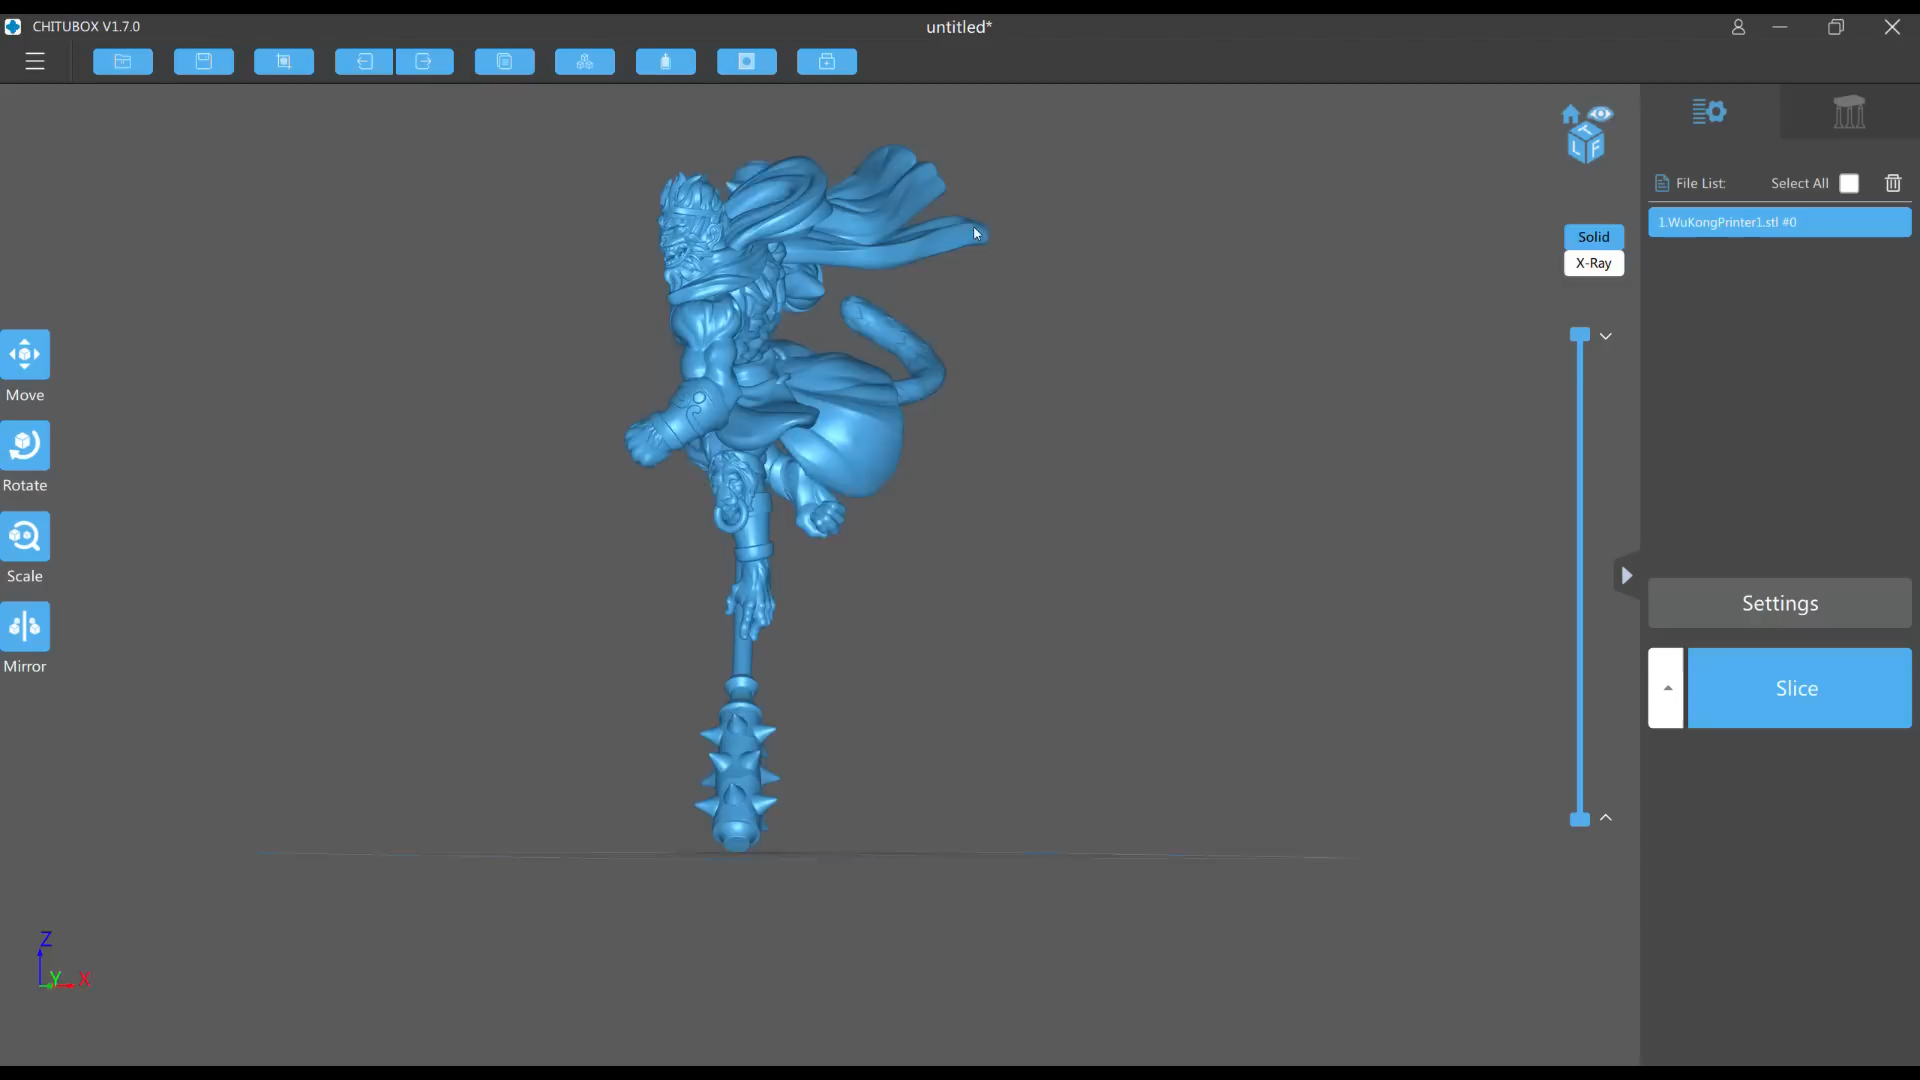 CHITUBOX V1.7.0
untitled*
T
L F
File List:
Select All
1.WuKongPrinter1.stl #0
Solid
X-Ray
Move
Rotate
Scale
Mirror
Settings
Slice
Z
Y X